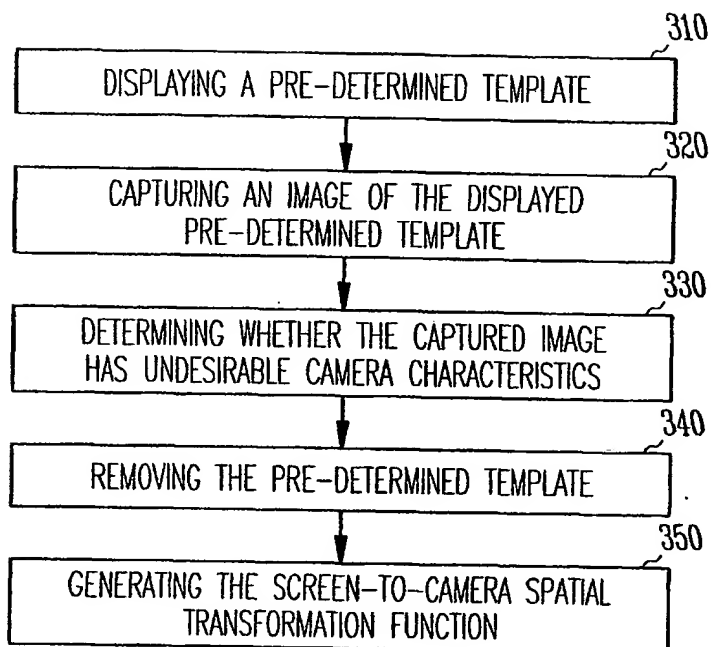 310
DISPLAYING A PRE-DETERMINED TEMPLATE
320
CAPTURING AN IMAGE OF THE DISPLAYED
PRE-DETERMINED TEMPLATE
330
DETERMINING WHETHER THE CAPTURED IMAGE
HAS UNDESIRABLE CAMERA CHARACTERISTICS
340
REMOVING THE PRE-DETERMINED TEMPLATE
350
GENERATING THE SCREEN-TO-CAMERA SPATIAL
TRANSFORMATION FUNCTION